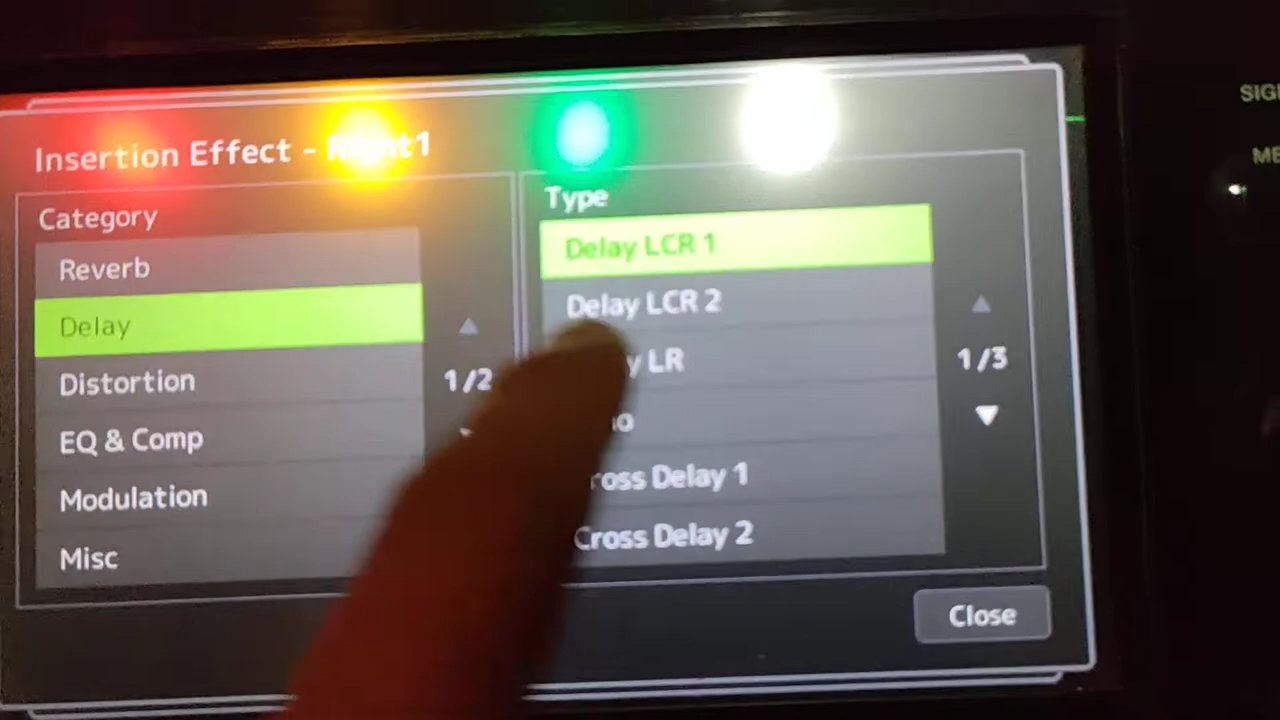 Insertion Effect - Right1
Category
Reverb
Delay
Distortion
EQ & Comp
Modulation
Misc
1/2
Type
Delay LCR 1
Delay LCR 2
LR
Cross Delay 1
Cross Delay 2
1/3
Close